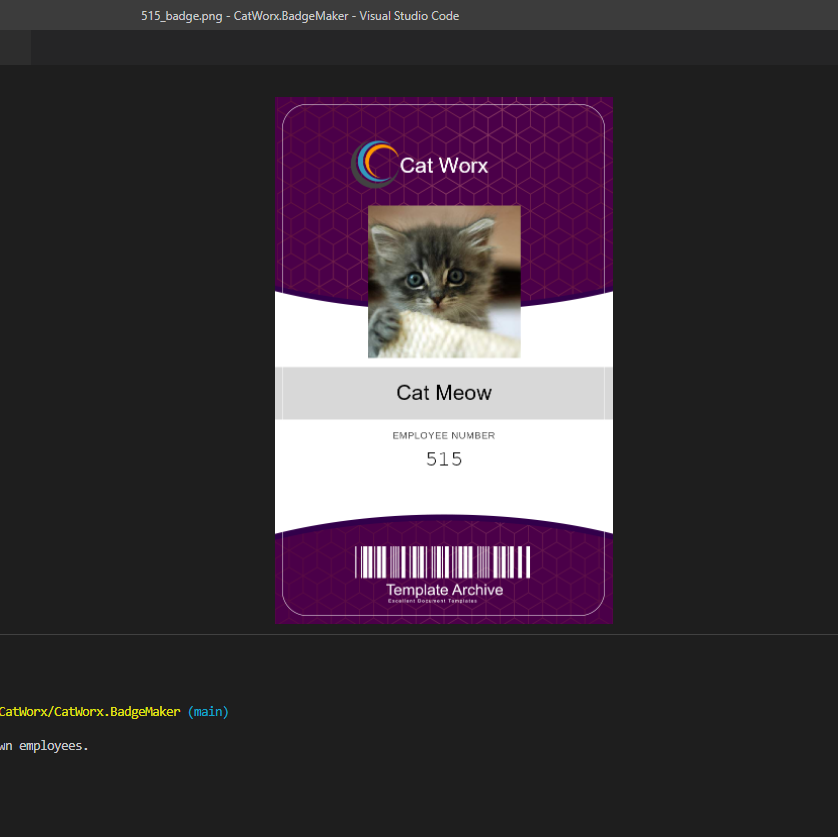 515_badge.png - CatWorx.BadgeMaker - Visual Studio Code
Cat Worx
Cat Meow
EMPLOYEE NUMBER
515
Template Archive
Excellent Document Templates
CatWorx/CatWorx.BadgeMaker (main)
wn employees.